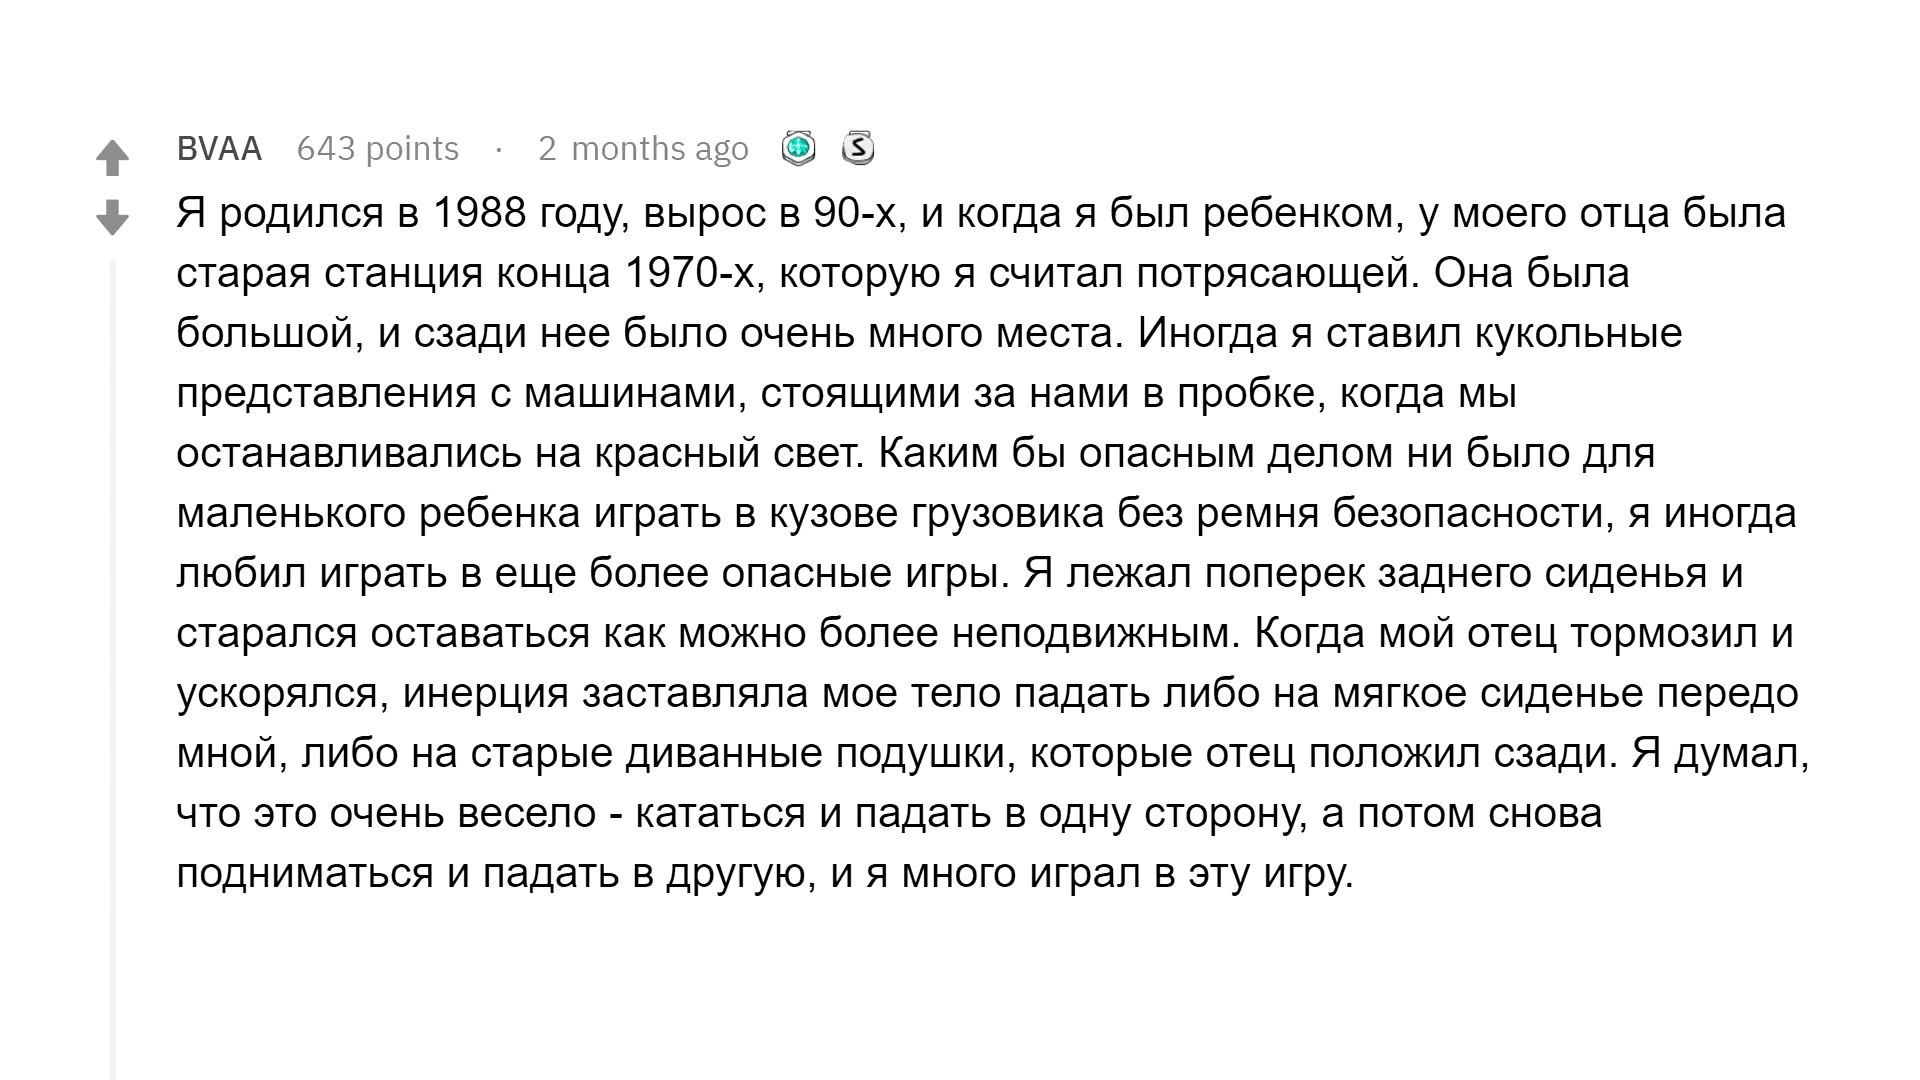 BVAA 643 points · 2 months ago
Я родился в 1988 году, вырос в 90-х, и когда я был ребенком, у моего отца была
старая станция конца 1970-х, которую я считал потрясающей. Она была
большой, и сзади нее было очень много места. Иногда я ставил кукольные
представления с машинами, стоящими за нами в пробке, когда мы
останавливались на красный свет. Каким бы опасным делом ни было для
маленького ребенка играть в кузове грузовика без ремня безопасности, я иногда
любил играть в еще более опасные игры. Я лежал поперек заднего сиденья и
старался оставаться как можно более неподвижным. Когда мой отец тормозил и
ускорялся, инерция заставляла мое тело падать либо на мягкое сиденье передо
мной, либо на старые диванные подушки, которые отец положил сзади. Я думал,
что это очень весело - кататься и падать в одну сторону, а потом снова
подниматься и падать в другую, и я много играл в эту игру.